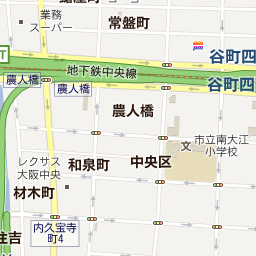 業務
スーパー
常盤町
谷町四
地下鉄中央線
農人橋
農人橋
谷町四
農人橋
市立南大江
小学校
文
レクサス
大阪中央
和泉町
中央区
材木町
内久宝寺
町4
住吉